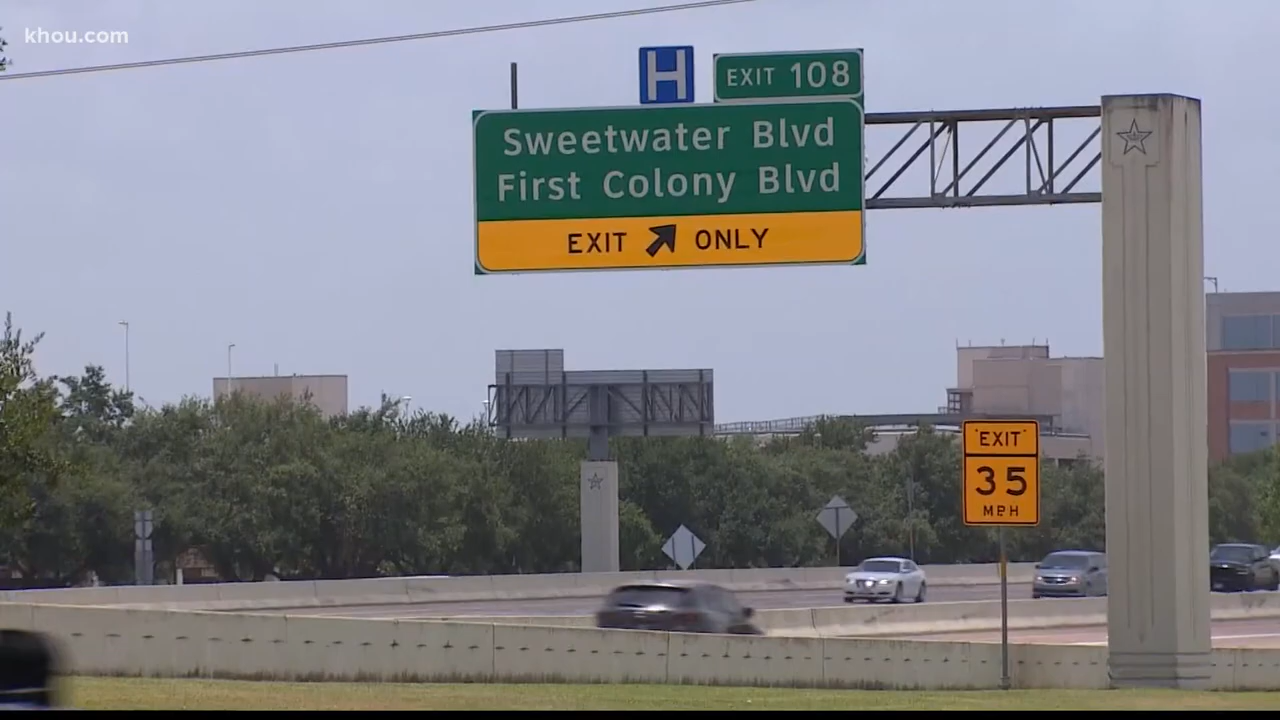 khou.com
H
EXIT 108
Sweetwater Blvd
First Colony Blvd
EXIT ONLY
EXIT
35
MPH